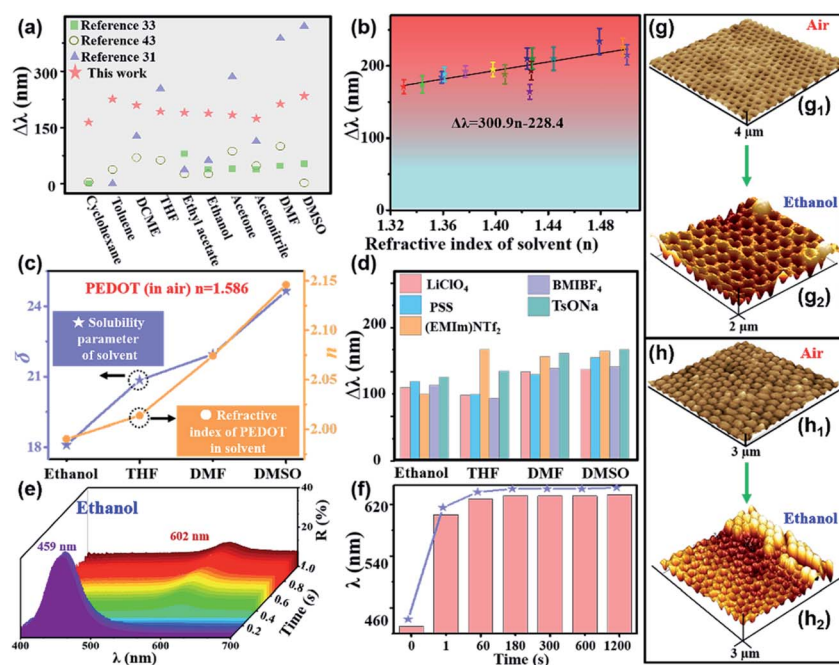 (a)
Reference 33
Reference 43
Reference 31
This work
Δλ (nm)
450
300
150
0
Cyclohexane
Toluene
DCME
THF
Ethyl acetate
Ethanol
Acetone
Acetonitrile
DMF
DMSO
(b)
Δλ (nm)
300
200
100
0
Δλ=300.9n-228.4
1.32 1.36 1.40 1.44 1.48
Refractive index of solvent (n)
(g)
Air
(g₁)
4 μm
Ethanol
(g₂)
2 μm
(c)
PEDOT (in air) n=1.586
24
21
18
δ̃
Solubility
parameter
of solvent
Refractive
index of PEDOT
in solvent
2.15
2.10
2.05
2.00
n
Ethanol THF DMF DMSO
(d)
LiClO₄
PSS
(EMIm)NTf₂
BMIBF₄
TsONa
Δλ (nm)
200
100
0
Ethanol THF DMF DMSO
(h)
Air
(h₁)
3 μm
Ethanol
(h₂)
3 μm
(e)
Ethanol
459 nm
602 nm
40
20
R (%)
1.0
0.8
0.6
0.4
0.2
Time (s)
400 500 600 700
λ (nm)
(f)
λ (nm)
620
540
460
0 1 60 180 300 600 1200
Time (s)